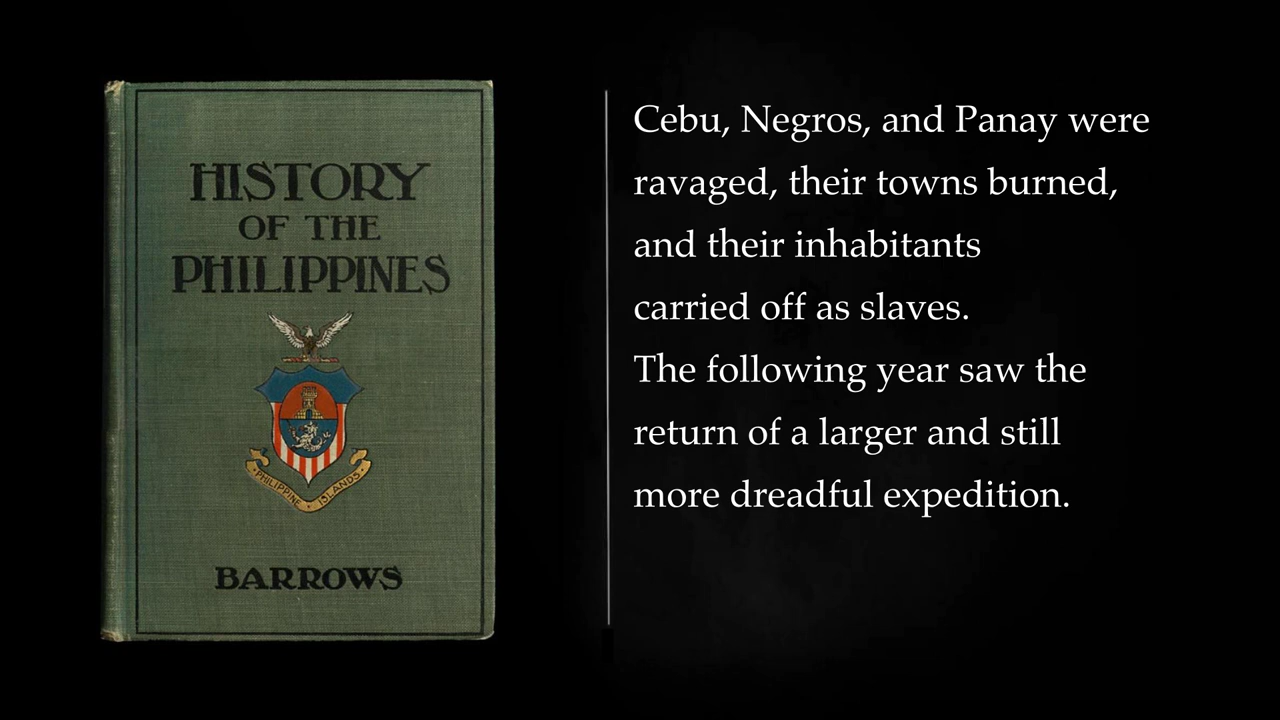 HISTORY
OF THE
PHILIPPINES
PHILIPPINE ISLANDS
BARROWS
Cebu, Negros, and Panay were
ravaged, their towns burned,
and their inhabitants
carried off as slaves.
The following year saw the
return of a larger and still
more dreadful expedition.